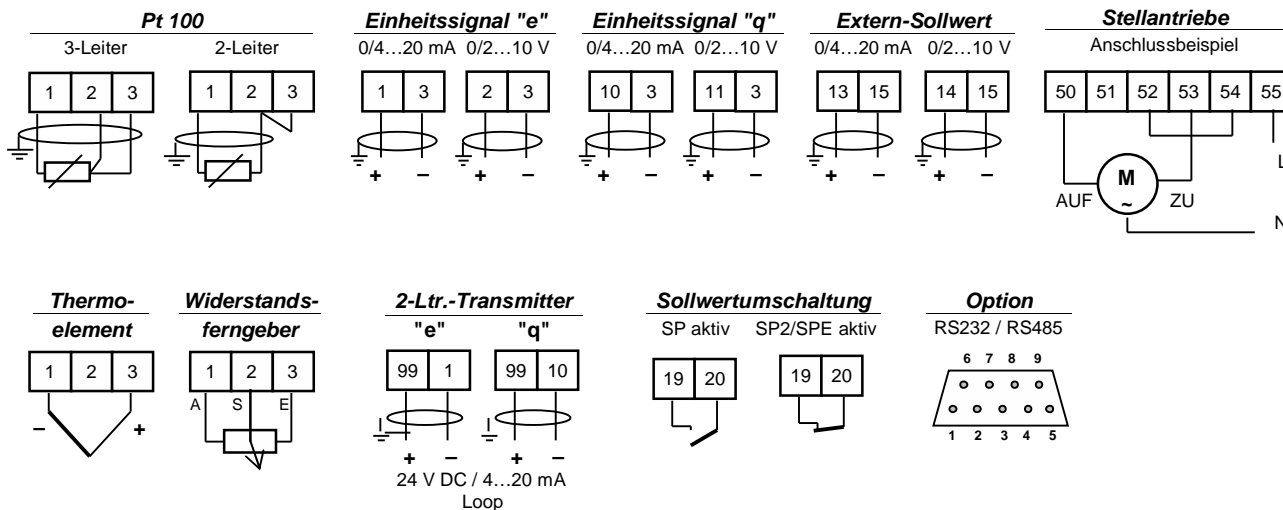 Pt 100
3-Leiter 2-Leiter
1 2 3 1 2 3
Einheitssignal "e"
0/4…20 mA 0/2…10 V
1 3 2 3
+ – + –
Einheitssignal "q"
0/4…20 mA 0/2…10 V
10 3 11 3
+ – + –
Extern-Sollwert
0/4…20 mA 0/2…10 V
13 15 14 15
+ – + –
Stellantriebe
Anschlussbeispiel
50 51 52 53 54 55
L
M
~
AUF ZU
N
Thermo-
element
1 2 3
– +
Widerstands-
ferngeber
1 2 3
A S E
2-Ltr.-Transmitter
"e" "q"
99 1 99 10
+ – + –
24 V DC / 4…20 mA
Loop
Sollwertumschaltung
SP aktiv SP2/SPE aktiv
19 20 19 20
Option
RS232 / RS485
6 7 8 9
1 2 3 4 5